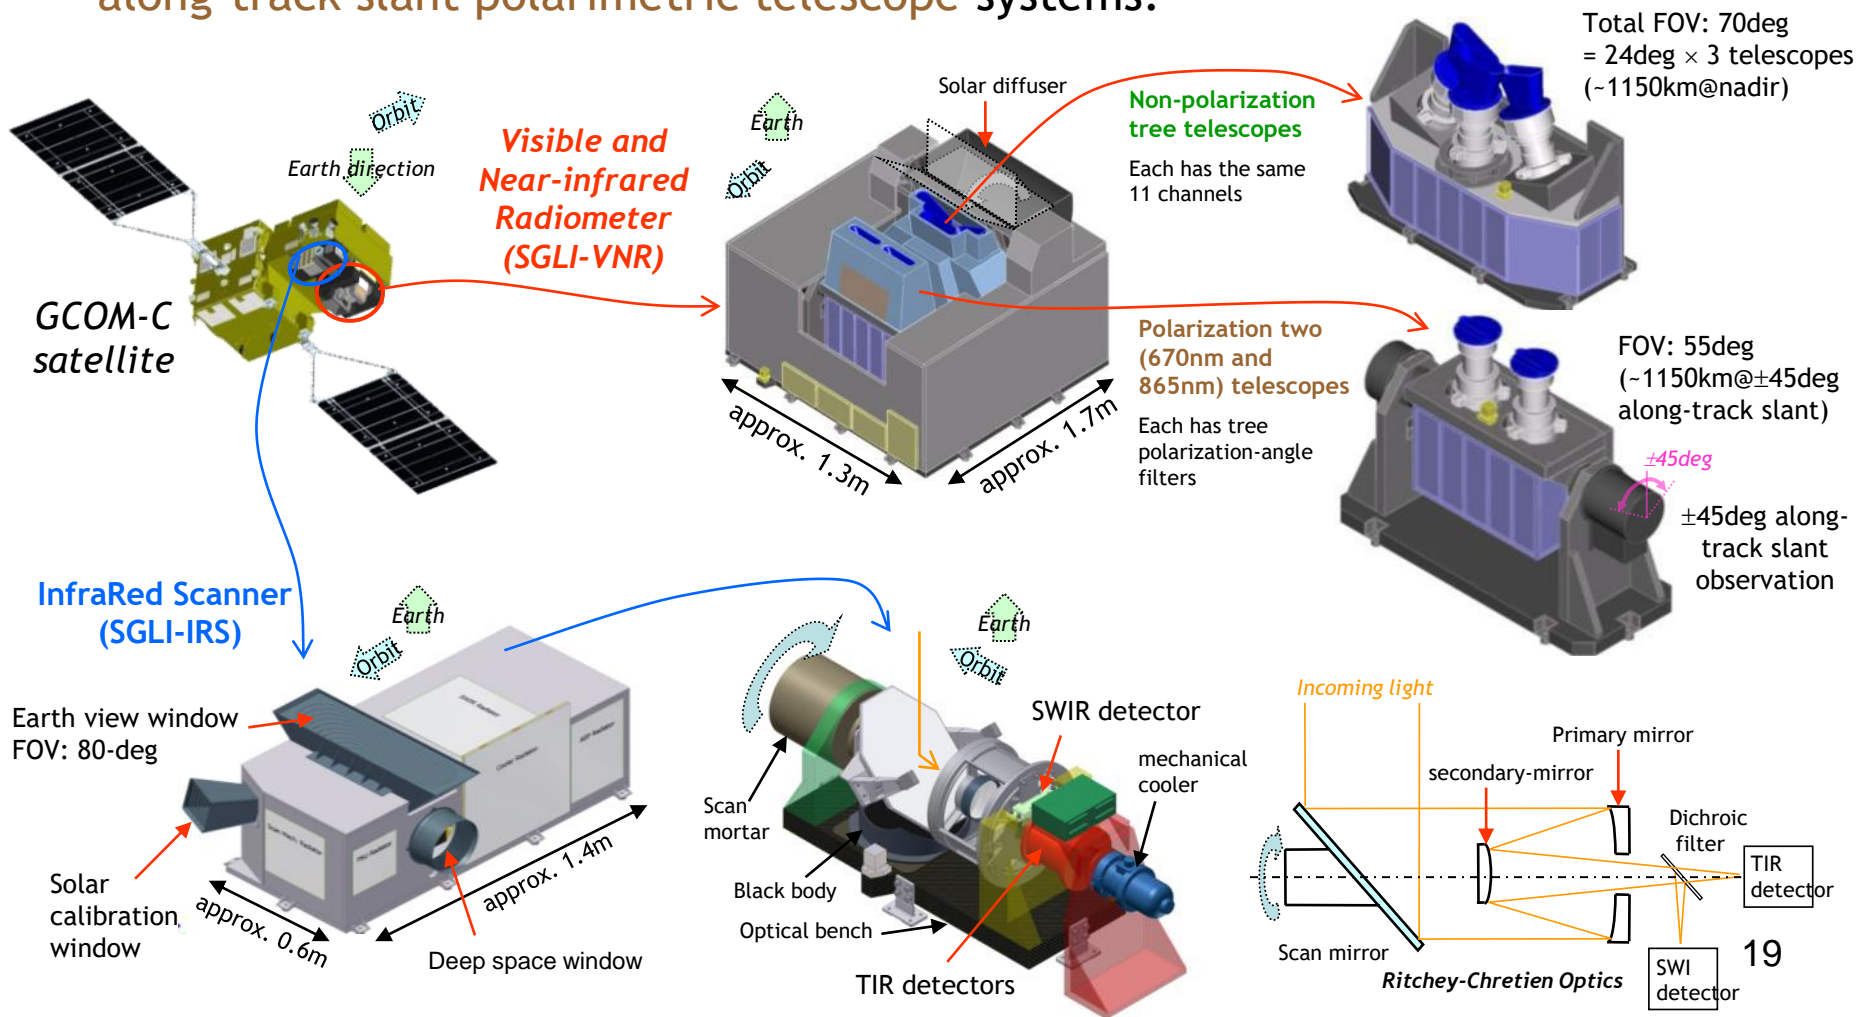 along-track slant polarimetric telescope systems.
Total FOV: 70deg
= 24deg × 3 telescopes
(~1150km@nadir)
Solar diffuser
Orbit
Earth direction
Visible and
Near-infrared
Radiometer
(SGLI-VNR)
Earth
Orbit
Non-polarization
tree telescopes
Each has the same
11 channels
GCOM-C
satellite
Polarization two
(670nm and
865nm) telescopes
Each has tree
polarization-angle
filters
approx. 1.3m
approx. 1.7m
FOV: 55deg
(~1150km@±45deg
along-track slant)
±45deg
±45deg along-
track slant
observation
InfraRed Scanner
(SGLI-IRS)
Earth
Orbit
Earth view window
FOV: 80-deg
Solar
calibration
window
approx. 0.6m
approx. 1.4m
Deep space window
Cooler Radiator
Earth
Orbit
SWIR detector
mechanical
cooler
Scan
mortar
Black body
Optical bench
TIR detectors
Incoming light
Primary mirror
secondary-mirror
Dichroic
filter
TIR
detector
Scan mirror
SWI
detector
Ritchey-Chretien Optics
19